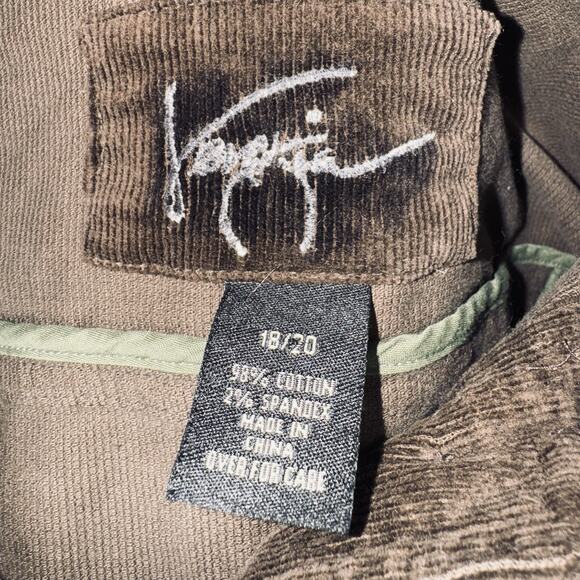 18/20
98% COTTON
2% SPANDEX
MADE IN
CHINA
OVER FOR CARE